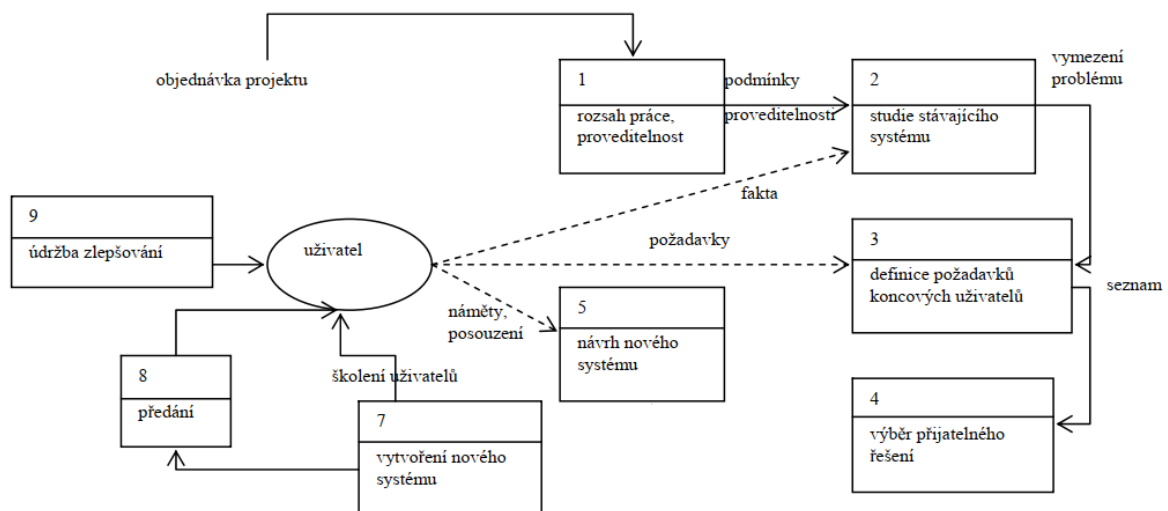 objednávka projektu
1
rozsah práce,
proveditelnost
podmínky
proveditelnosti
2
studie stávajícího
systému
vymezení
problému
fakta
9
údržba zlepšování
uživatel
požadavky
3
definice požadavků
koncových uživatelů
seznam
náměty,
posouzení
5
návrh nového
systému
8
předání
školení uživatelů
7
vytvoření nového
systému
4
výběr přijatelného
řešení